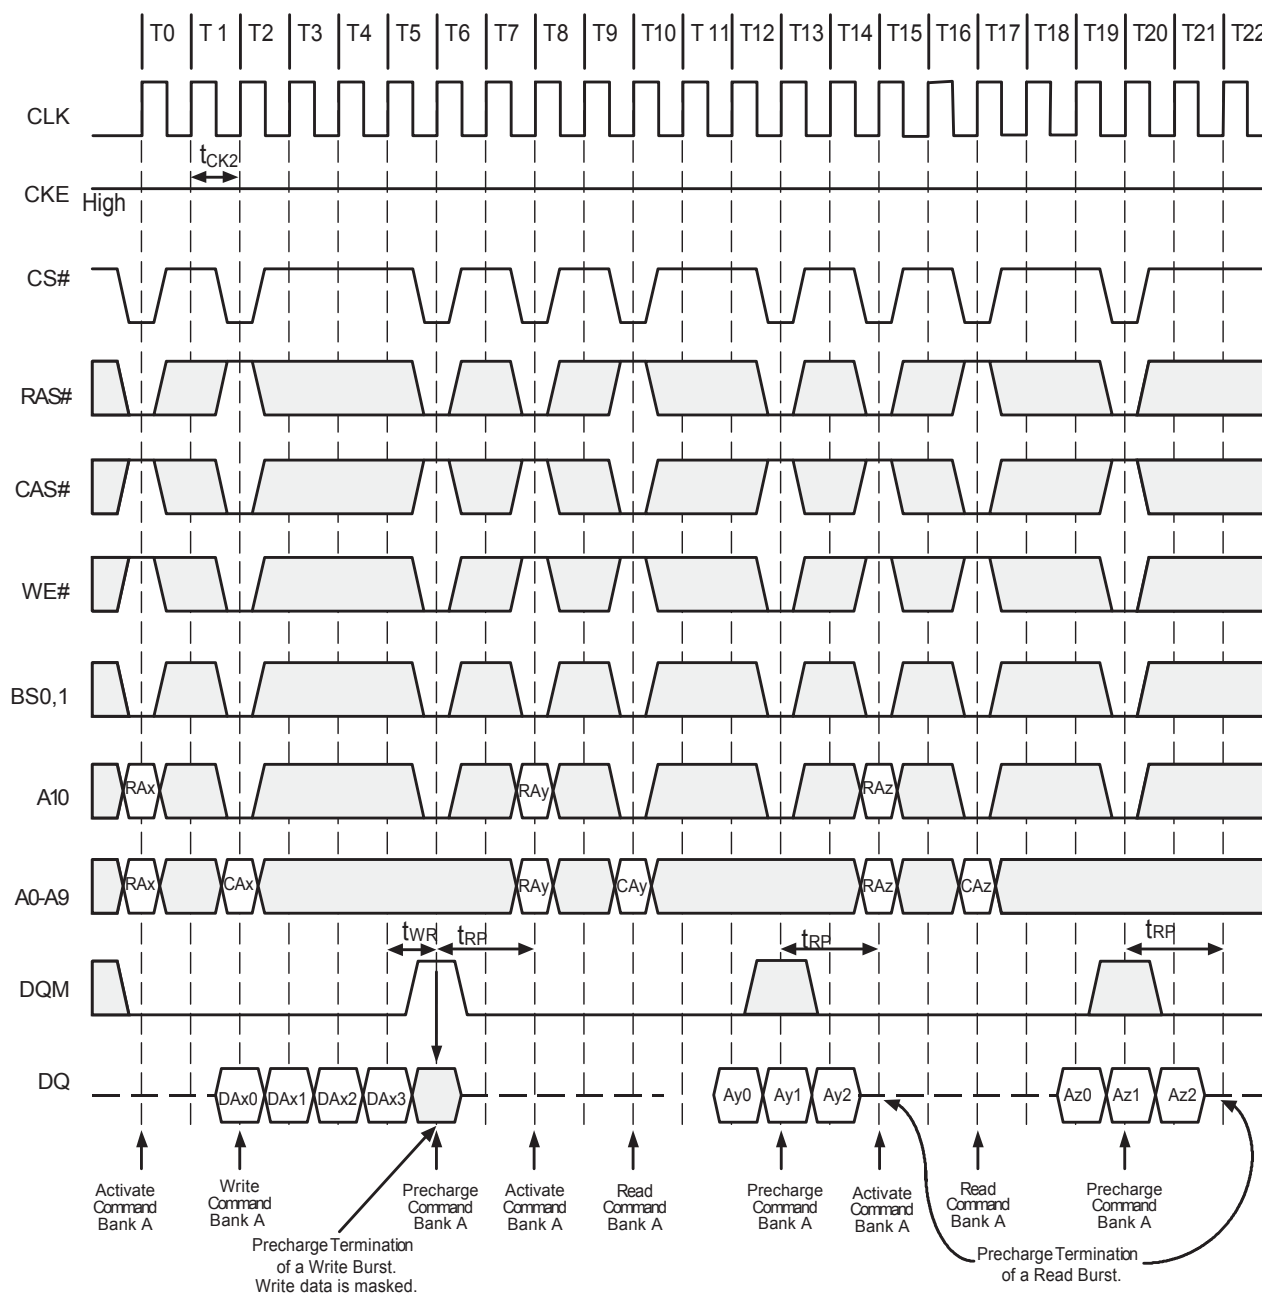 T0 T 1 T2 T3 T4 T5 T6 T7 T8 T9 T10 T 11 T12 T13 T14 T15 T16 T17 T18 T19 T20 T21 T22
CLK
tCK2
CKE
High
CS#
RAS#
CAS#
WE#
BS0,1
A10
RAx RAy RAz
A0-A9
RAx CAx RAy CAy RAz CAz
tWR tRP tRP tRP
DQM
DQ
DAx0 DAx1 DAx2 DAx3 Ay0 Ay1 Ay2 Az0 Az1 Az2
Activate
Command
Bank A
Write
Command
Bank A
Precharge
Command
Bank A
Activate
Command
Bank A
Read
Command
Bank A
Precharge
Command
Bank A
Activate
Command
Bank A
Read
Command
Bank A
Precharge
Command
Bank A
Precharge Termination
of a Write Burst.
Write data is masked.
Precharge Termination
of a Read Burst.